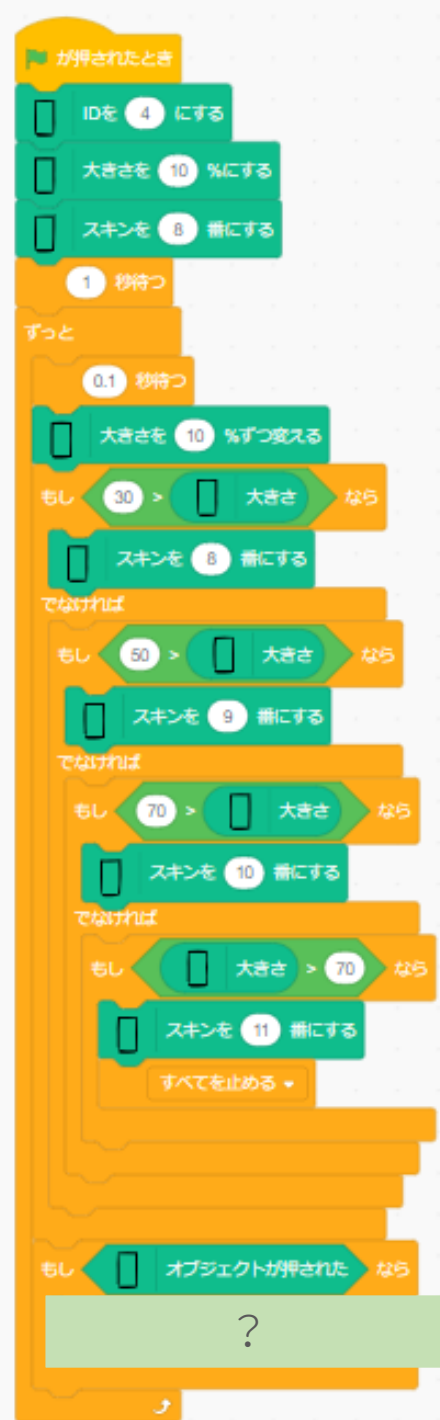 が押されたとき
IDを 4 にする
大きさを 10 %にする
スキンを 8 番にする
1 秒待つ
ずっと
0.1 秒待つ
大きさを 10 %ずつ変える
もし 30 > 大きさ なら
スキンを 8 番にする
でなければ
もし 50 > 大きさ なら
スキンを 9 番にする
でなければ
もし 70 > 大きさ なら
スキンを 10 番にする
でなければ
もし 大きさ > 70 なら
スキンを 11 番にする
すべてを止める
もし オブジェクトが押された なら
?